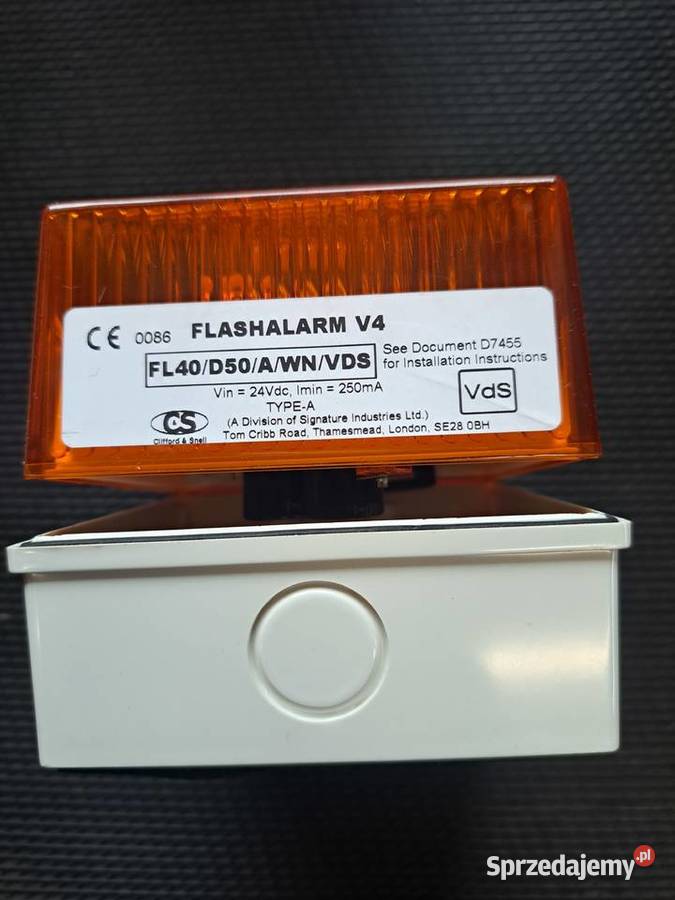 CE 0086 FLASHALARM V4
FL40/D50/A/WN/VDS
See Document D7455
for Installation Instructions
Vin = 24Vdc, Imin = 250mA
TYPE-A
VdS
CS
Clifford & Snell
(A Division of Signature Industries Ltd.)
Tom Cribb Road, Thamesmead, London, SE28 0BH
Sprzedajemy.pl